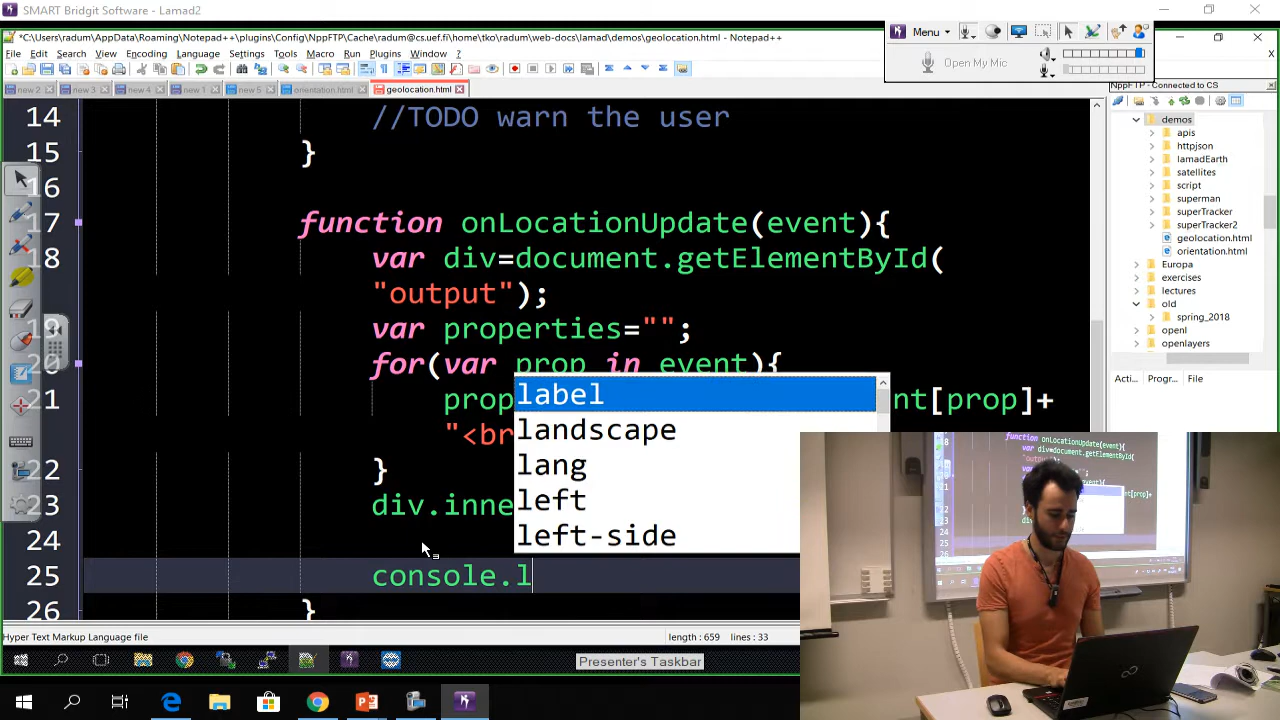 SMART Bridgit Software - Lamad2
*C:\Users\radum\AppData\Roaming\Notepad++\plugins\Config\NppFTP\Cache\radum@cs.uef.fi\home\tko\radum\web-docs\lamad\demos\geolocation.html - Notepad++
Menu
File Edit Search View Encoding Language Settings Tools Macro Run Plugins Window ?
Open My Mic
new 2 new 3 new 4 new 1 new 5 orientation.html geolocation.html
NppFTP - Connected to CS
14 //TODO warn the user
15 }
16
17 function onLocationUpdate(event){
18 var div=document.getElementById(
"output");
19 var properties="";
20 for(var prop in event){
21 prop nt[prop]+
"<br
22 }
23 div.inne
24
25 console.l
26 }
label
landscape
lang
left
left-side
demos
apis
httpjson
lamadEarth
satellites
script
superman
superTracker
superTracker2
geolocation.html
orientation.html
Europa
exercises
lectures
old
spring_2018
openl
openlayers
Acti... Progr... File
Hyper Text Markup Language file length : 659 lines : 33
Presenter's Taskbar